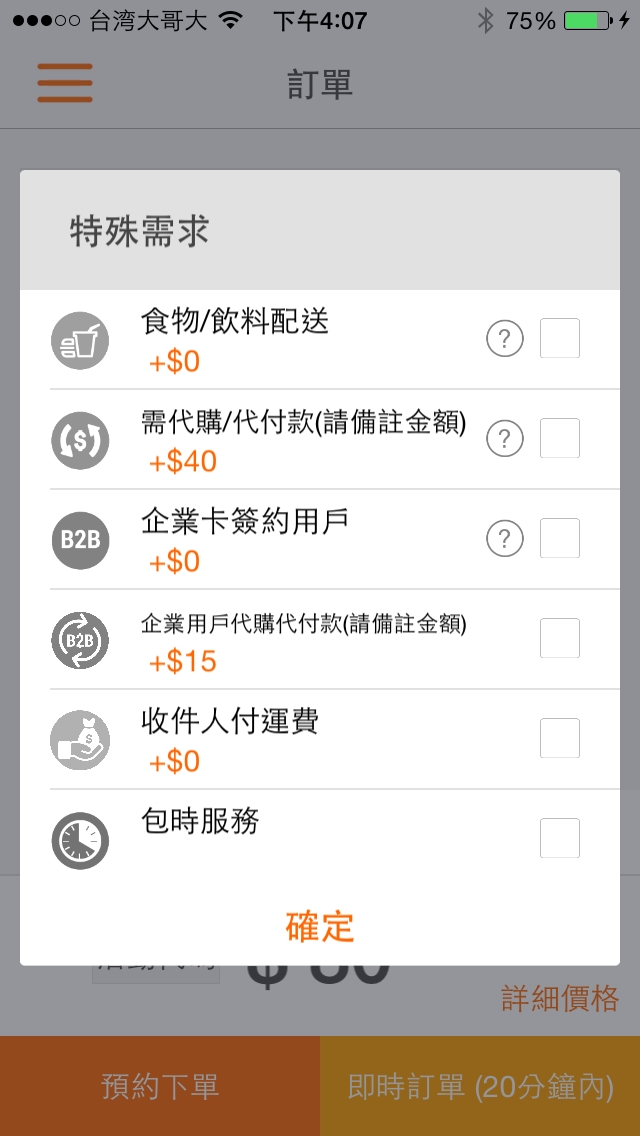 台湾大哥大 下午4:07 75%
訂單
特殊需求
食物/飲料配送
?
+$0
需代購/代付款(請備註金額)
?
+$40
B2B
企業卡簽約用戶
?
+$0
B2B
企業用戶代購代付款(請備註金額)
+$15
收件人付運費
+$0
包時服務
確定
詳細價格
預約下單
即時訂單 (20分鐘內)